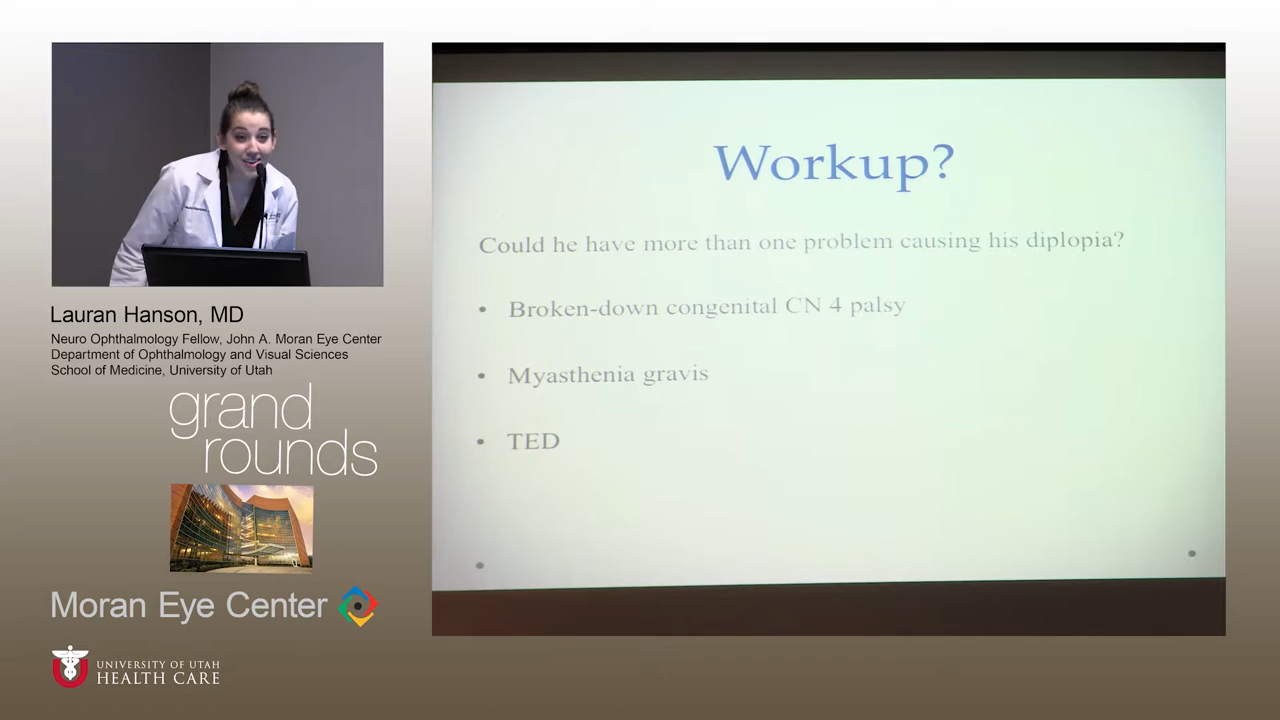 Workup?
Could he have more than one problem causing his diplopia?
• Broken-down congenital CN 4 palsy
• Myasthenia gravis
• TED
Lauran Hanson, MD
Neuro Ophthalmology Fellow, John A. Moran Eye Center
Department of Ophthalmology and Visual Sciences
School of Medicine, University of Utah
grand
rounds
Moran Eye Center
UNIVERSITY OF UTAH
HEALTH CARE